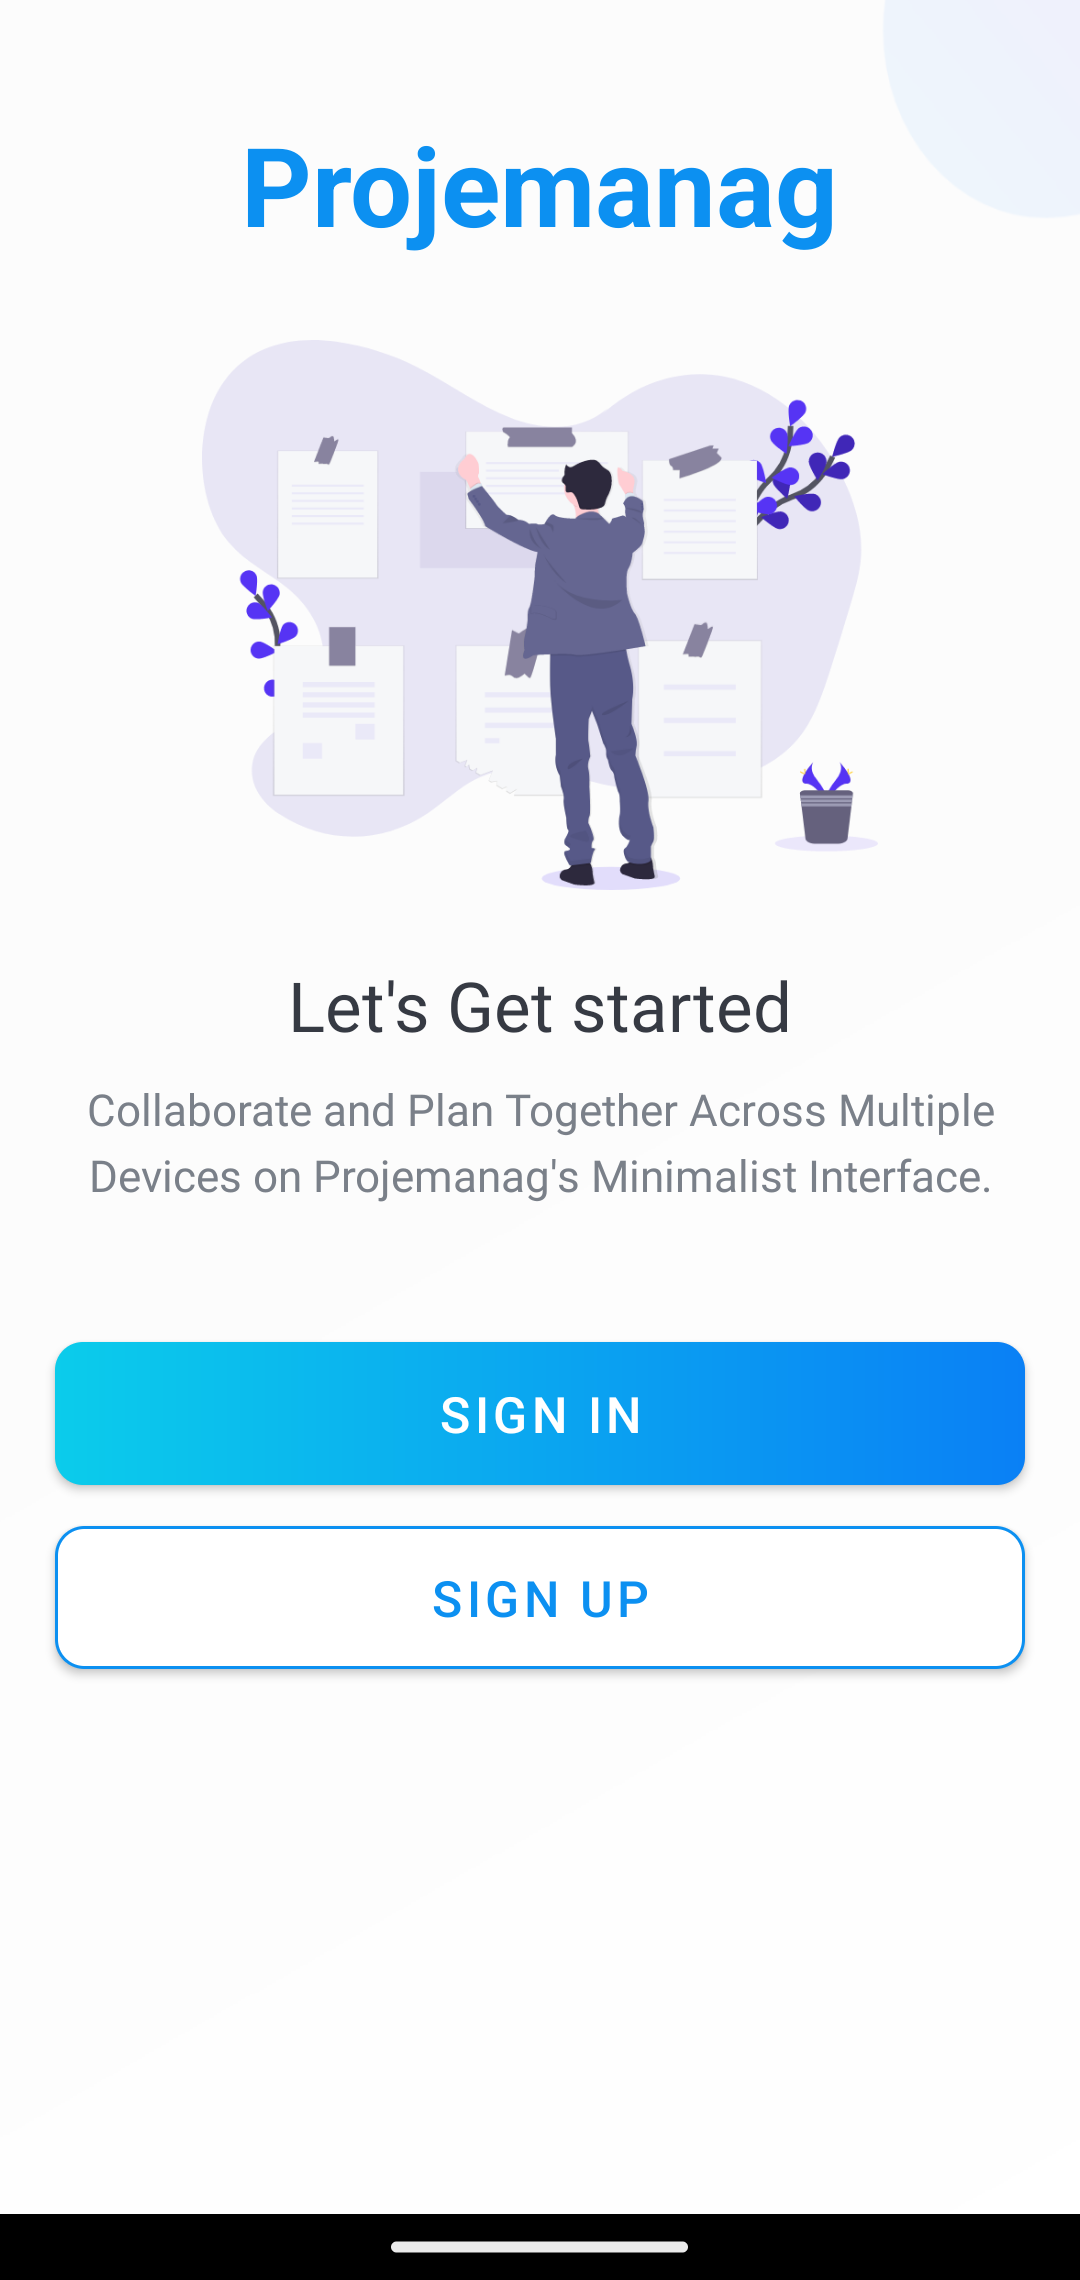 Projemanag
Let's Get started
Collaborate and Plan Together Across Multiple
Devices on Projemanag's Minimalist Interface.
SIGN IN
SIGN UP